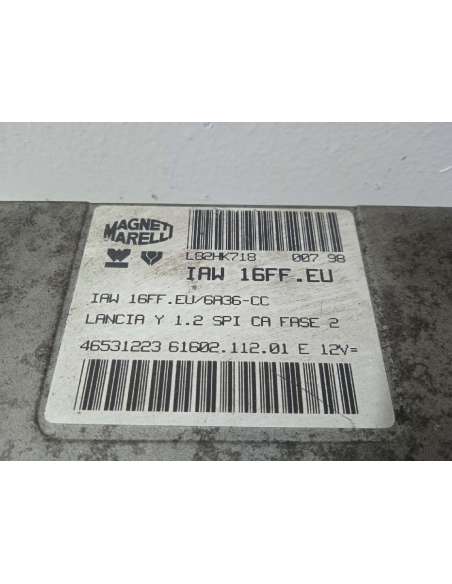 MAGNETI
MARELLI
L82HK718 007 98
IAW 16FF.EU
IAW 16FF.EU/6A36-CC
LANCIA Y 1.2 SPI CA FASE 2
46531223 61602.112.01 E 12V=